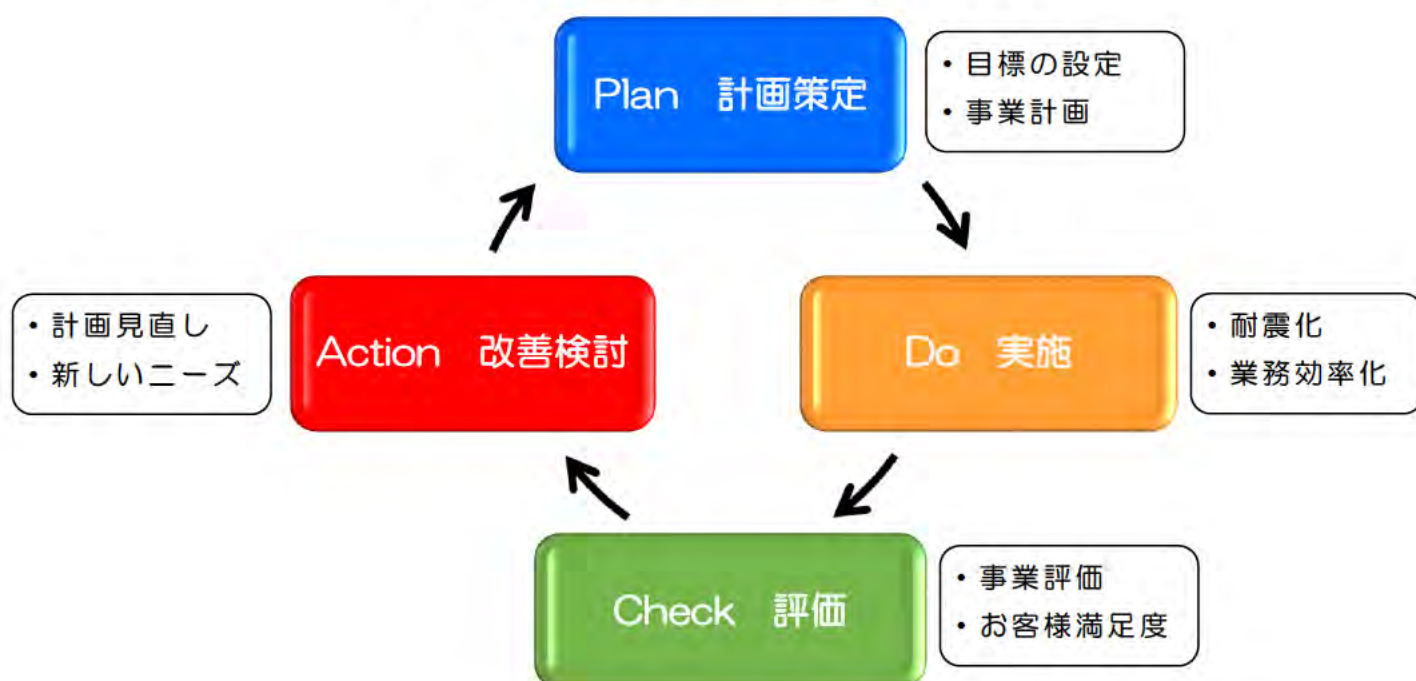 Plan 計画策定
・目標の設定
・事業計画
Do 実施
・耐震化
・業務効率化
Check 評価
・事業評価
・お客様満足度
Action 改善検討
・計画見直し
・新しいニーズ